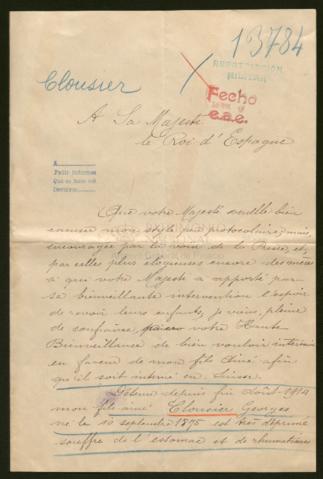 13784
Clousier
REPATRIACION
MILITAR
Fecho
e.a.e.
A Sa Majesté
le Roi d'Espagne
Que votre Majesté veuille bien
excuser mon style peu protocolaire; mais,
encouragée par la voix de la Presse, et
par celles plus élogieuses encore des mères
à qui votre Majesté a apporté par
sa bienveillante intervention l'espoir
de revoir leurs enfants, je viens, pleine
de confiance, prier votre Haute
Bienveillance de bien vouloir intervenir
en faveur de mon fils aîné afin
qu'il soit interné en Suisse.
Détenu depuis fin Août 1914
mon fils aîné Clousier Georges
né le 10 septembre 1875 est très déprimé
souffre de l'estomac et de rhumatismes